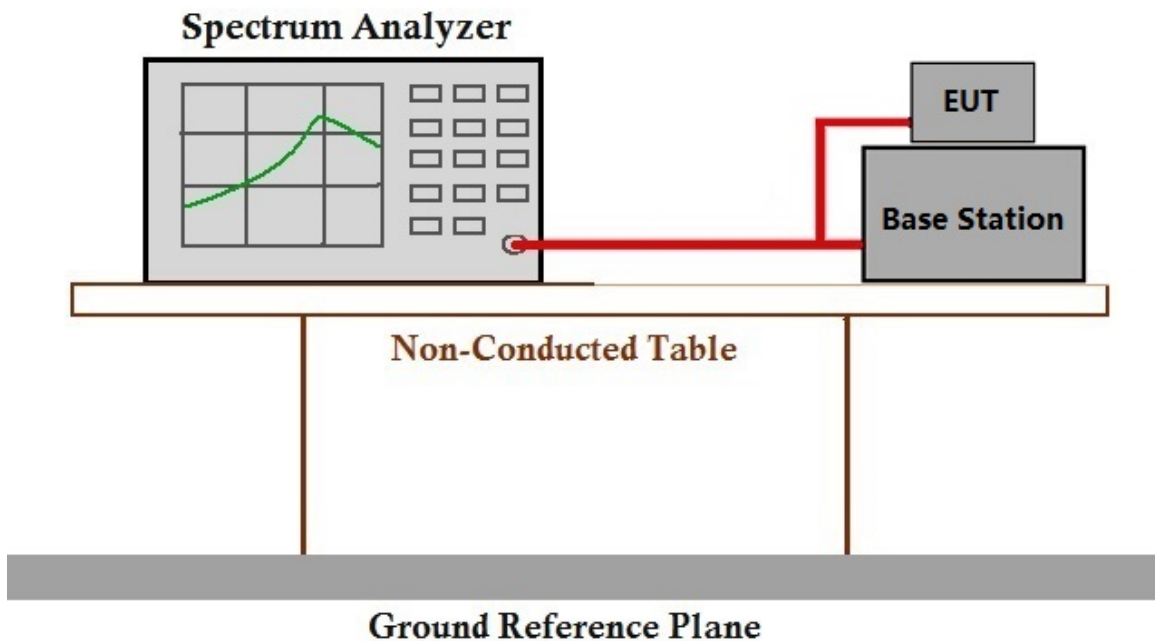 Spectrum Analyzer
EUT
Base Station
Non-Conducted Table
Ground Reference Plane